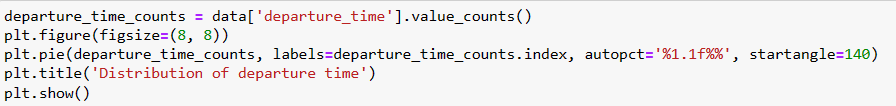 departure_time_counts = data['departure_time'].value_counts()
plt.figure(figsize=(8, 8))
plt.pie(departure_time_counts, labels=departure_time_counts.index, autopct='%1.1f%%', startangle=140)
plt.title('Distribution of departure time')
plt.show()